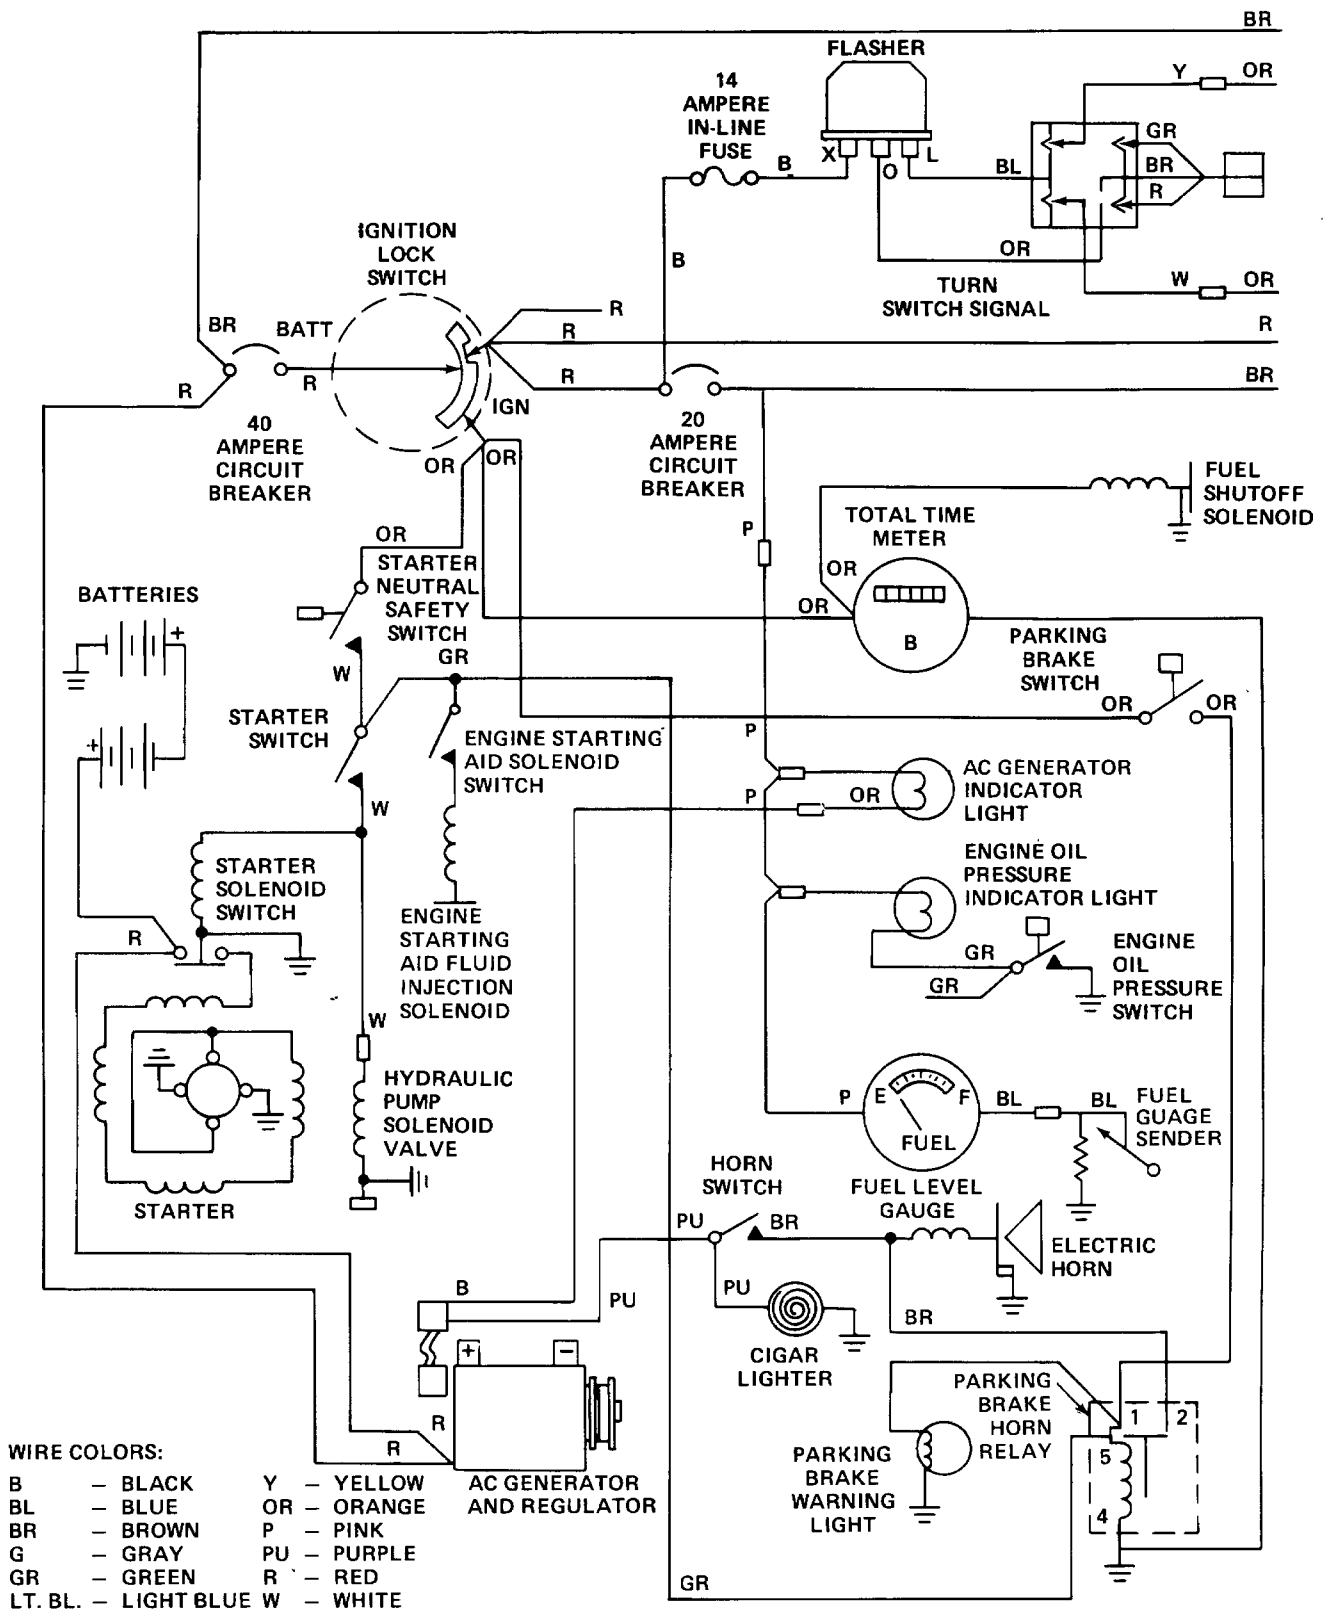 BR
FLASHER
14
AMPERE
IN-LINE
FUSE
Y
OR
X
O
L
B
BL
GR
BR
R
OR
TURN
SWITCH SIGNAL
W
OR
IGNITION
LOCK
SWITCH
B
BR
BATT
R
R
R
R
R
R
IGN
BR
40
AMPERE
CIRCUIT
BREAKER
20
AMPERE
CIRCUIT
BREAKER
OR
OR
FUEL
SHUTOFF
SOLENOID
TOTAL TIME
METER
OR
P
OR
OR
B
STARTER
NEUTRAL
SAFETY
SWITCH
BATTERIES
+
+
W
GR
PARKING
BRAKE
SWITCH
OR
OR
STARTER
SWITCH
ENGINE STARTING
AID SOLENOID
SWITCH
P
P
OR
AC GENERATOR
INDICATOR
LIGHT
W
STARTER
SOLENOID
SWITCH
ENGINE OIL
PRESSURE
INDICATOR LIGHT
R
ENGINE
STARTING
AID FLUID
INJECTION
SOLENOID
GR
GR
ENGINE
OIL
PRESSURE
SWITCH
W
HYDRAULIC
PUMP
SOLENOID
VALVE
STARTER
P
E
F
FUEL
BL
BL
FUEL
GUAGE
SENDER
FUEL LEVEL
GAUGE
HORN
SWITCH
PU
BR
ELECTRIC
HORN
B
PU
PU
CIGAR
LIGHTER
BR
+
−
R
R
AC GENERATOR
AND REGULATOR
PARKING
BRAKE
HORN
RELAY
1
2
5
4
PARKING
BRAKE
WARNING
LIGHT
GR
WIRE COLORS:
B – BLACK Y – YELLOW
BL – BLUE OR – ORANGE
BR – BROWN P – PINK
G – GRAY PU – PURPLE
GR – GREEN R – RED
LT. BL. – LIGHT BLUE W – WHITE